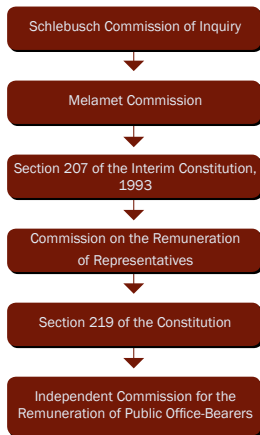 Schlebusch Commission of Inquiry
Melamet Commission
Section 207 of the Interim Constitution,
1993
Commission on the Remuneration
of Representatives
Section 219 of the Constitution
Independent Commission for the
Remuneration of Public Office-Bearers